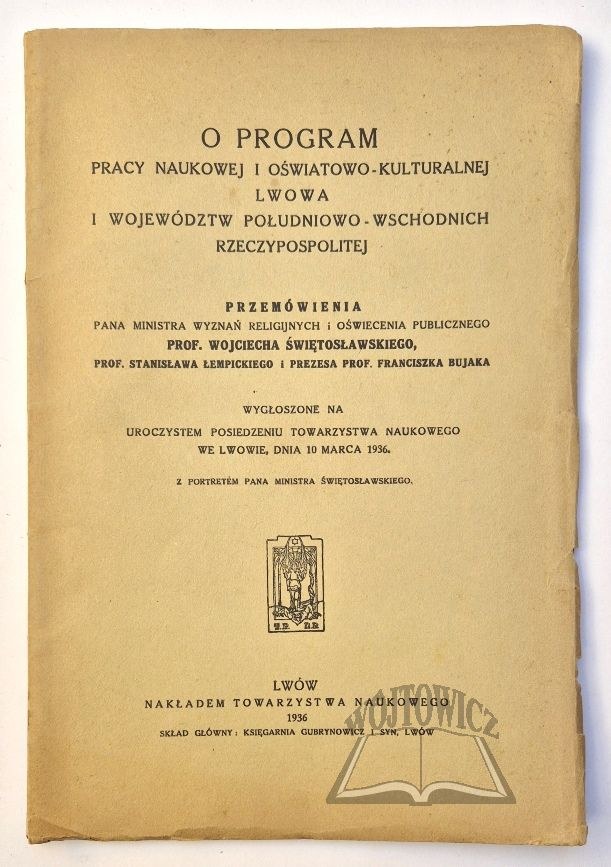 O PROGRAM
PRACY NAUKOWEJ I OŚWIATOWO-KULTURALNEJ
LWOWA
I WOJEWÓDZTW POŁUDNIOWO-WSCHODNICH
RZECZYPOSPOLITEJ
PRZEMÓWIENIA
PANA MINISTRA WYZNAŃ RELIGIJNYCH i OŚWIECENIA PUBLICZNEGO
PROF. WOJCIECHA ŚWIĘTOSŁAWSKIEGO,
PROF. STANISŁAWA ŁEMPICKIEGO i PREZESA PROF. FRANCISZKA BUJAKA
WYGŁOSZONE NA
UROCZYSTEM POSIEDZENIU TOWARZYSTWA NAUKOWEGO
WE LWOWIE, DNIA 10 MARCA 1936.
Z PORTRETEM PANA MINISTRA ŚWIĘTOSŁAWSKIEGO.
LWÓW
NAKŁADEM TOWARZYSTWA NAUKOWEGO
1936
SKŁAD GŁÓWNY: KSIĘGARNIA GUBRYNOWICZ I SYN, LWÓW
WÓJTOWICZ